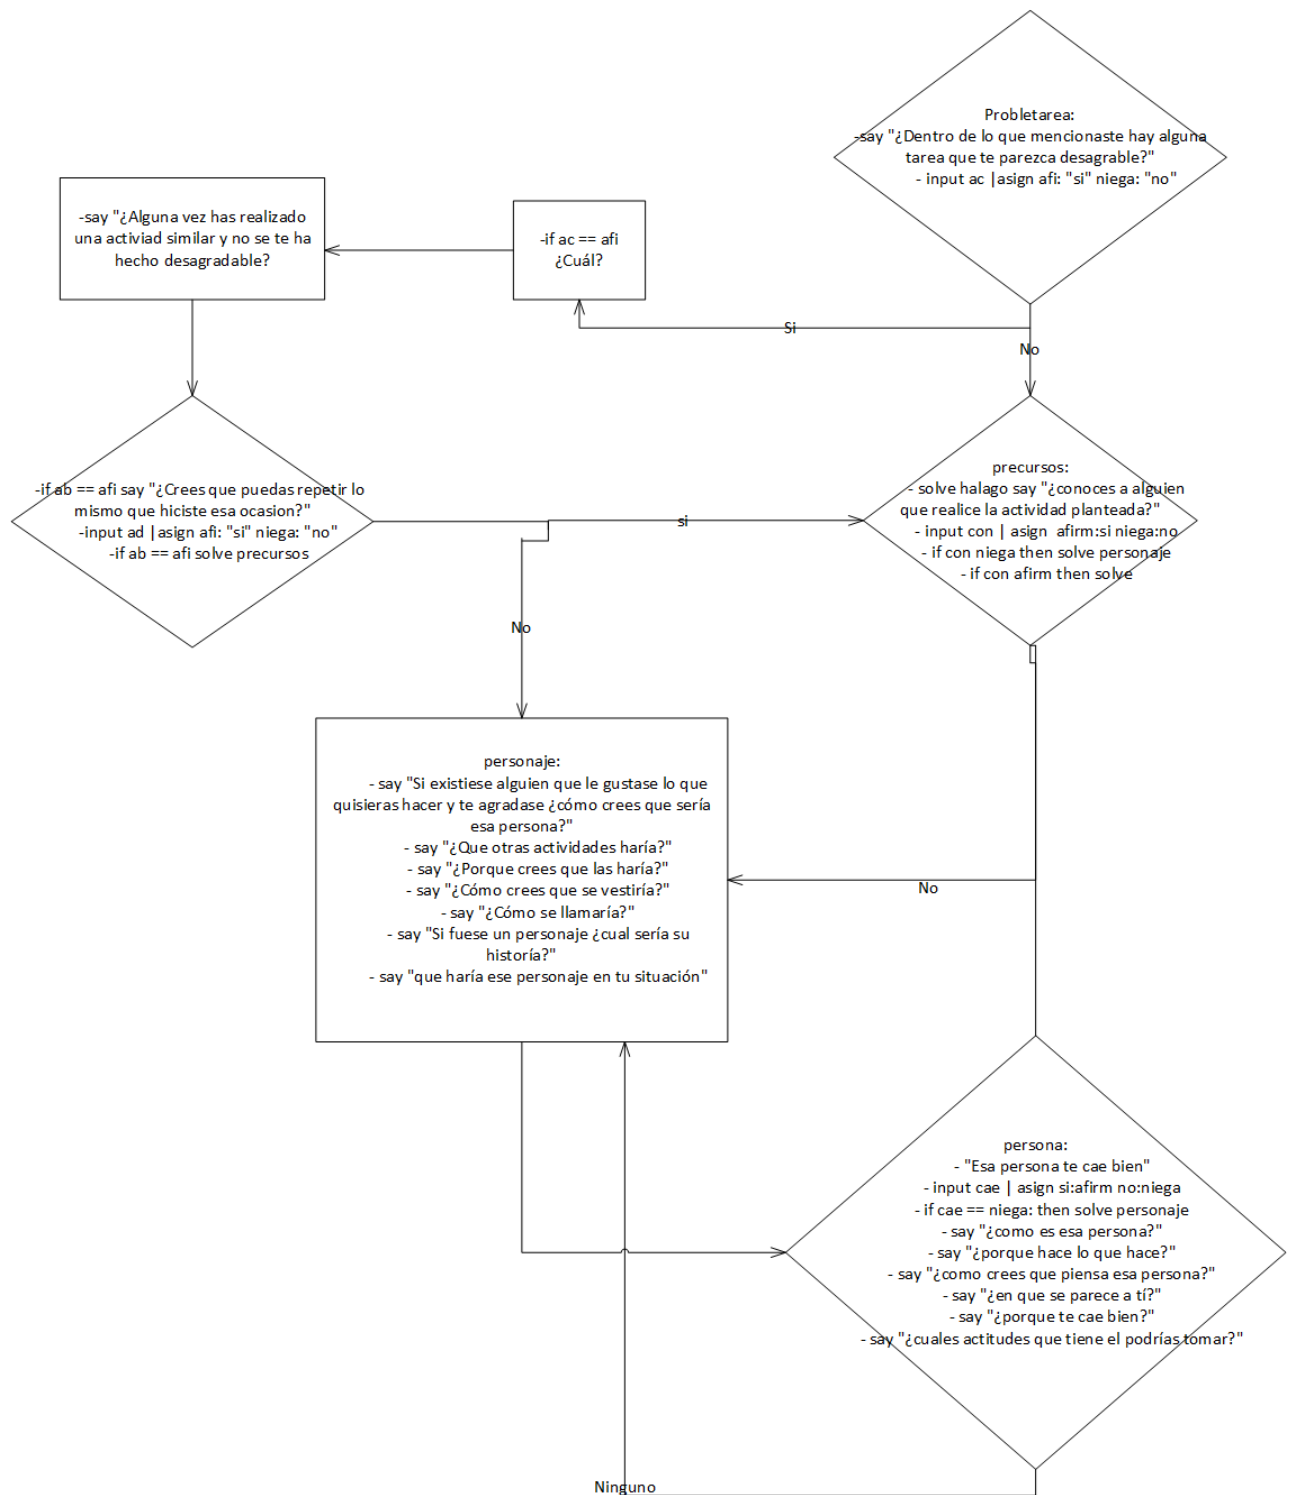 Probletarea:
-say "¿Dentro de lo que mencionaste hay alguna
tarea que te parezca desagrable?"
- input ac |asign afi: "si" niega: "no"
-say "¿Alguna vez has realizado
una activiad similar y no se te ha
hecho desagradable?
-if ac == afi
¿Cuál?
Si
No
-if ab == afi say "¿Crees que puedas repetir lo
mismo que hiciste esa ocasion?"
-input ad |asign afi: "si" niega: "no"
-if ab == afi solve precursos
si
precursos:
- solve halago say "¿conoces a alguien
que realice la actividad planteada?"
- input con | asign afirm:si niega:no
- if con niega then solve personaje
- if con afirm then solve
No
personaje:
- say "Si existiese alguien que le gustase lo que
quisieras hacer y te agradase ¿cómo crees que sería
esa persona?"
- say "¿Que otras actividades haría?"
- say "¿Porque crees que las haría?"
- say "¿Cómo crees que se vestiría?"
- say "¿Cómo se llamaría?"
- say "Si fuese un personaje ¿cual sería su
historía?"
- say "que haría ese personaje en tu situación"
No
persona:
- "Esa persona te cae bien"
- input cae | asign si:afirm no:niega
- if cae == niega: then solve personaje
- say "¿como es esa persona?"
- say "¿porque hace lo que hace?"
- say "¿como crees que piensa esa persona?"
- say "¿en que se parece a tí?"
- say "¿porque te cae bien?"
- say "¿cuales actitudes que tiene el podrías tomar?"
Ninguno